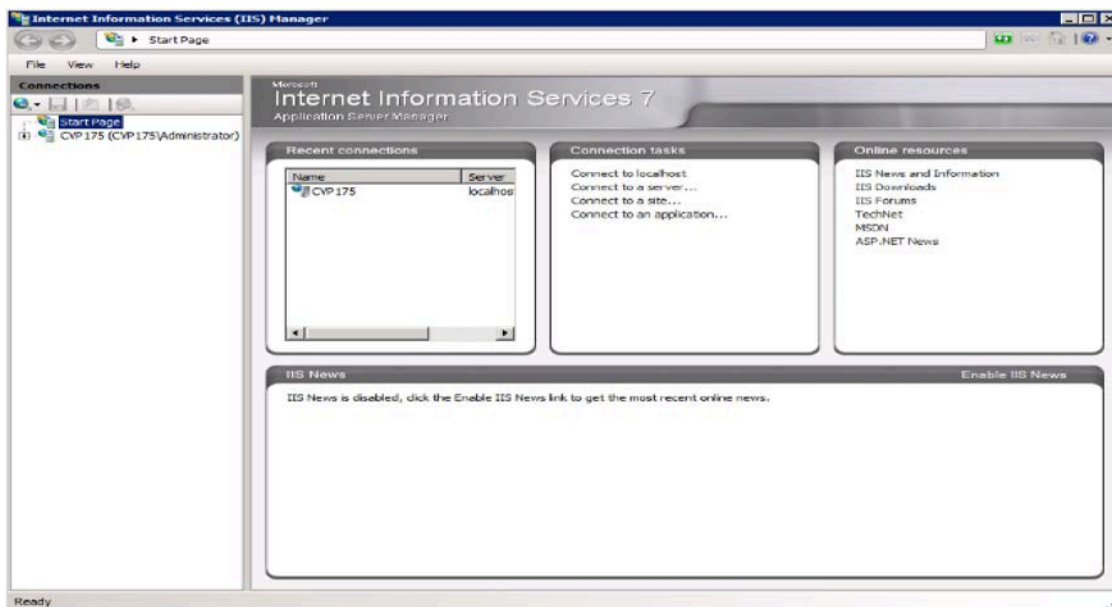 Internet Information Services (IIS) Manager
Start Page
File View Help
Connections
Start Page
CVP175 (CVP175\Administrator)
Microsoft
Internet Information Services 7
Application Server Manager
Recent connections
Name Server
CVP175 localhos
Connection tasks
Connect to localhost
Connect to a server...
Connect to a site...
Connect to an application...
Online resources
IIS News and Information
IIS Downloads
IIS Forums
TechNet
MSDN
ASP.NET News
IIS News Enable IIS News
IIS News is disabled, click the Enable IIS News link to get the most recent online news.
Ready